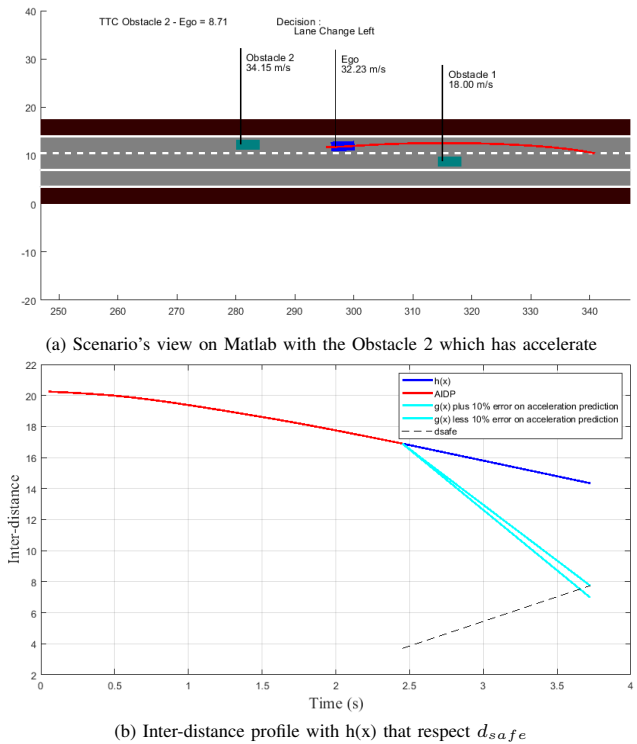 40
30
20
10
0
-10
-20
TTC Obstacle 2 - Ego = 8.71
Decision :
Lane Change Left
Obstacle 2
34.15 m/s
Ego
32.23 m/s
Obstacle 1
18.00 m/s
250 260 270 280 290 300 310 320 330 340
(a) Scenario's view on Matlab with the Obstacle 2 which has accelerate
22
20
18
16
14
12
10
8
6
4
2
Inter-distance
h(x)
AIDP
g(x) plus 10% error on acceleration prediction
g(x) less 10% error on acceleration prediction
dsafe
0 0.5 1 1.5 2 2.5 3 3.5 4
Time (s)
(b) Inter-distance profile with h(x) that respect dsafe